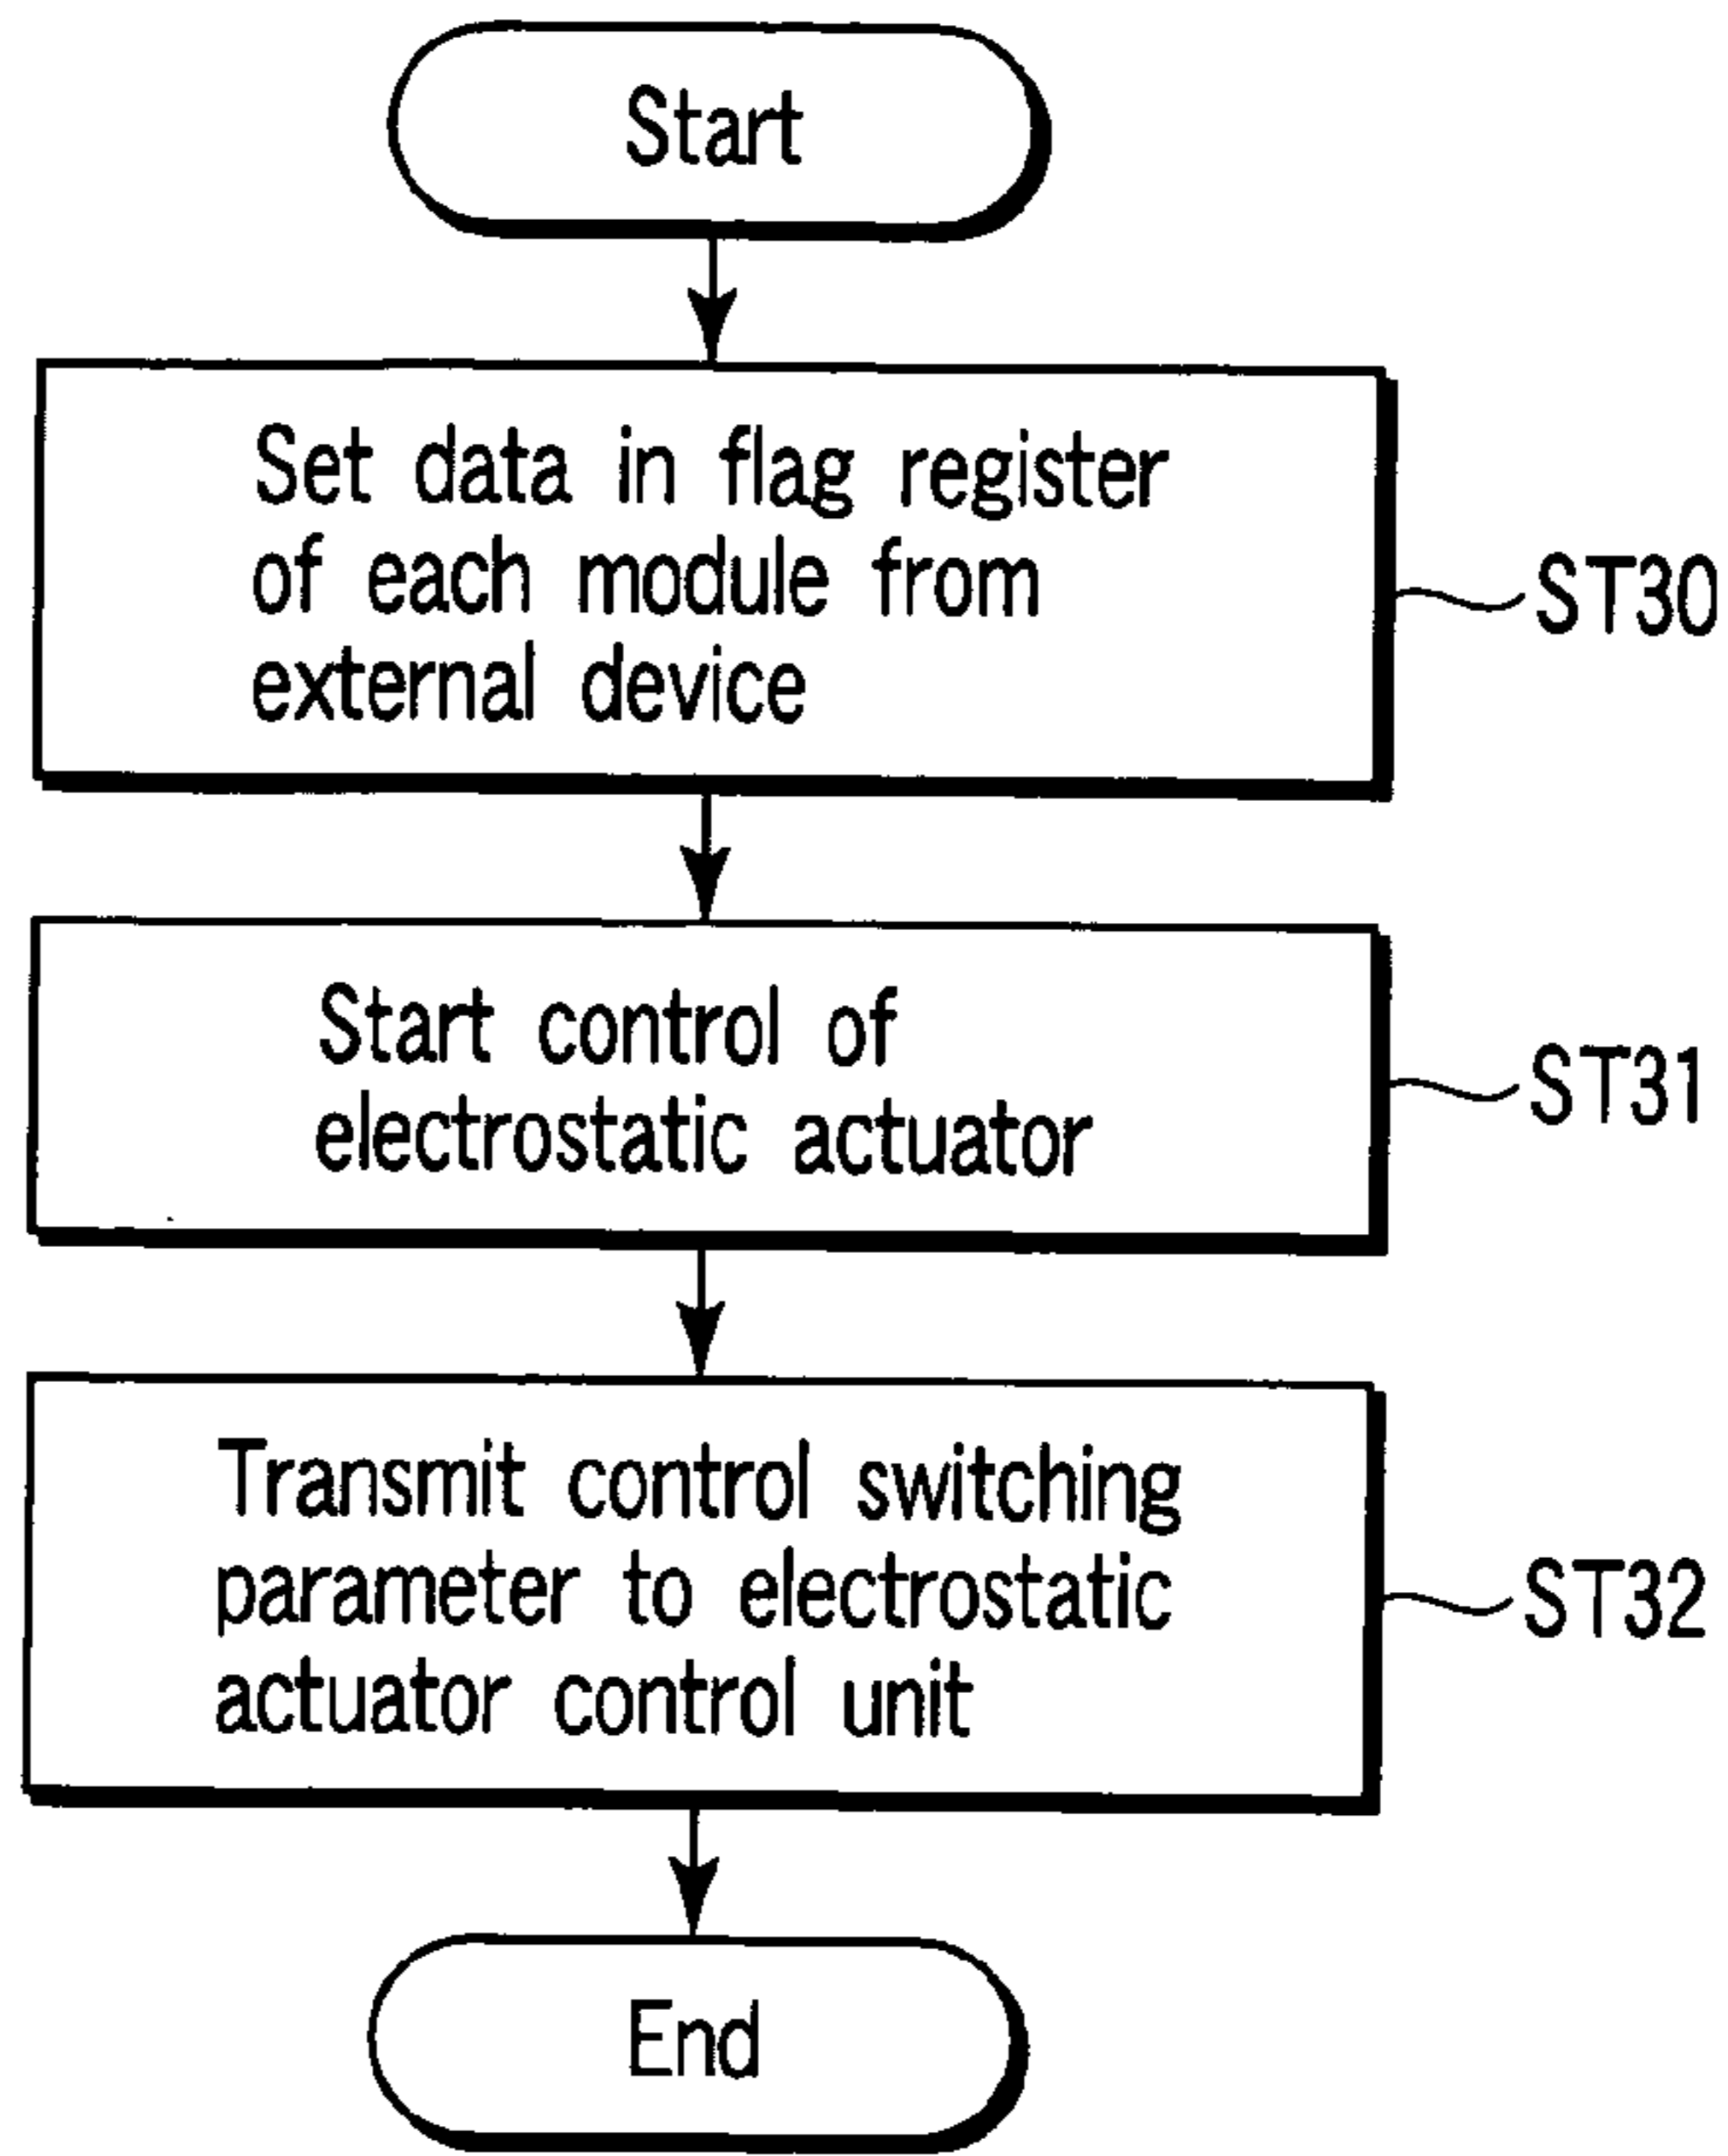 Start
Set data in flag register
of each module from
external device
ST30
Start control of
electrostatic actuator
ST31
Transmit control switching
parameter to electrostatic
actuator control unit
ST32
End